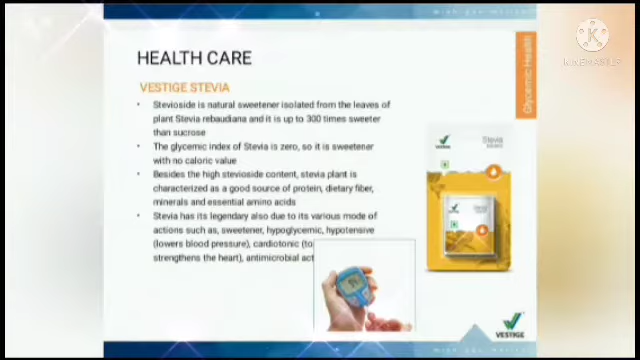 HEALTH CARE
VESTIGE STEVIA
• Stevioside is natural sweetener isolated from the leaves of
plant Stevia rebaudiana and it is up to 300 times sweeter
than sucrose
• The glycemic index of Stevia is zero, so it is sweetener
with no caloric value
• Besides the high stevioside content, stevia plant is
characterized as a good source of protein, dietary fiber,
minerals and essential amino acids
• Stevia has its legendary also due to its various mode of
actions such as, sweetener, hypoglycemic, hypotensive
(lowers blood pressure), cardiotonic (to
strengthens the heart), antimicrobial act
Glycemic Health
K
KINEMASTER
VESTIGE
Stevia
VESTIGE